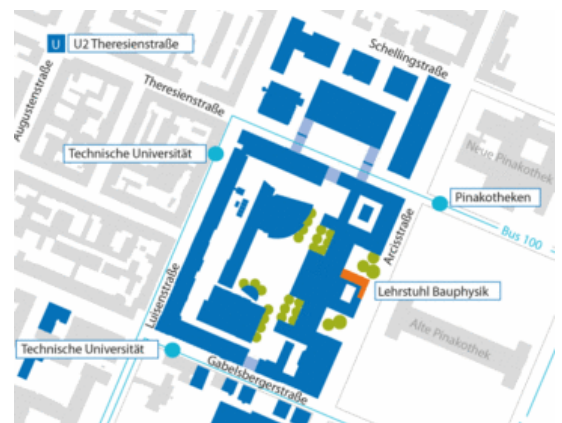 U U2 Theresienstraße
Schellingstraße
Theresienstraße
Augustenstraße
Neue Pinakothek
Technische Universität
Pinakotheken
Bus 100
Arcisstraße
Lehrstuhl Bauphysik
Luisenstraße
Alte Pinakothek
Technische Universität
Gabelsbergerstraße